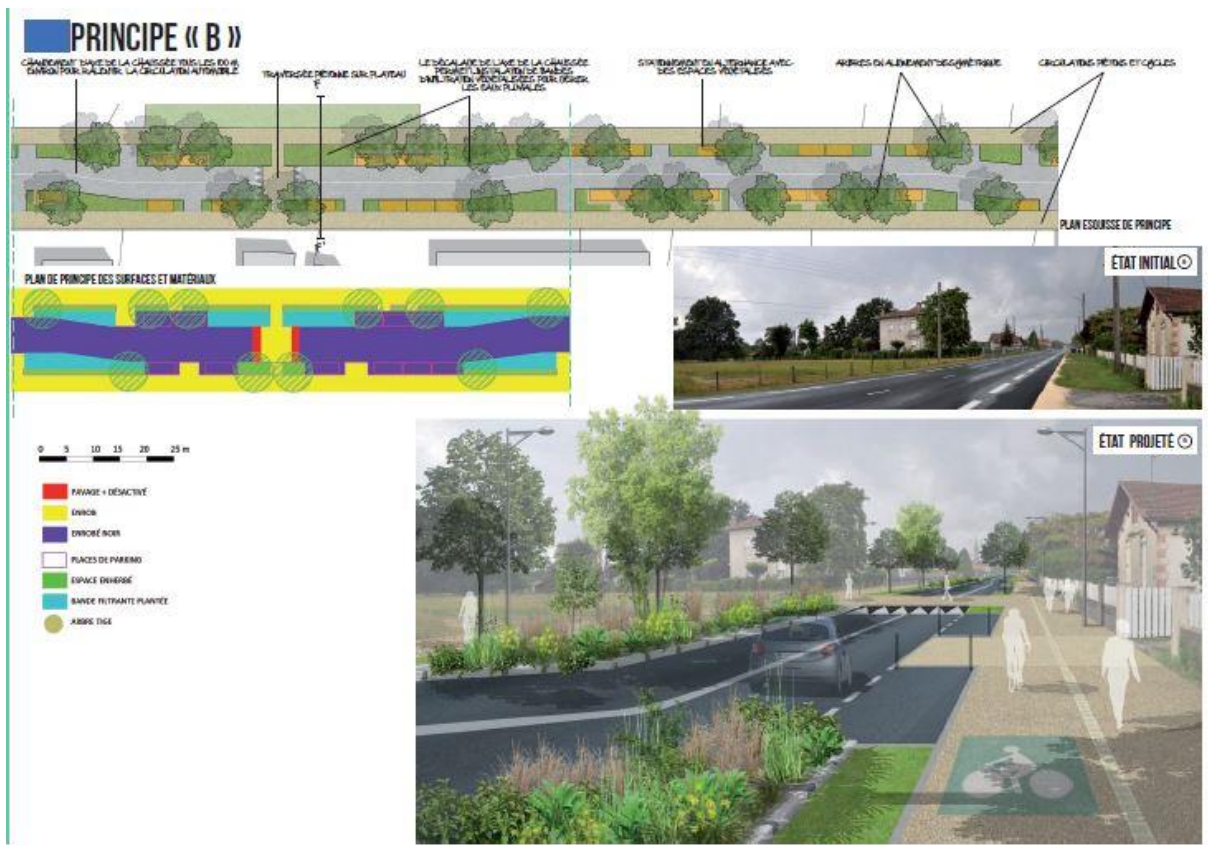 PRINCIPE « B »
CHANGEMENT D'AXE DE LA CHAUSSÉE TOUS LES 100 M
ENVIRON POUR RALENTIR LA CIRCULATION AUTOMOBILE
TRAVERSÉE PIÉTONNE SUR PLATEAU
LE DÉCALAGE DE L'AXE DE LA CHAUSSÉE
PERMET L'INSTALLATION DE BANDES
D'INFILTRATION VÉGÉTALISÉES POUR GÉRER
LES EAUX PLUVIALES
STATIONNEMENT EN ALTERNANCE AVEC
DES ESPACES VÉGÉTALISÉS
ARBRES EN ALIGNEMENT DISSYMÉTRIQUE
CIRCULATIONS PIÉTONS ET CYCLES
F
F'
PLAN ESQUISSE DE PRINCIPE
PLAN DE PRINCIPE DES SURFACES ET MATÉRIAUX
ÉTAT INITIAL
ÉTAT PROJETÉ
0 5 10 15 20 25 m
PAVAGE + DÉSACTIVÉ
ENROB
ENROBÉ NOIR
PLACES DE PARKING
ESPACE ENHERBÉ
BANDE FILTRANTE PLANTÉE
ARBRE TIGE